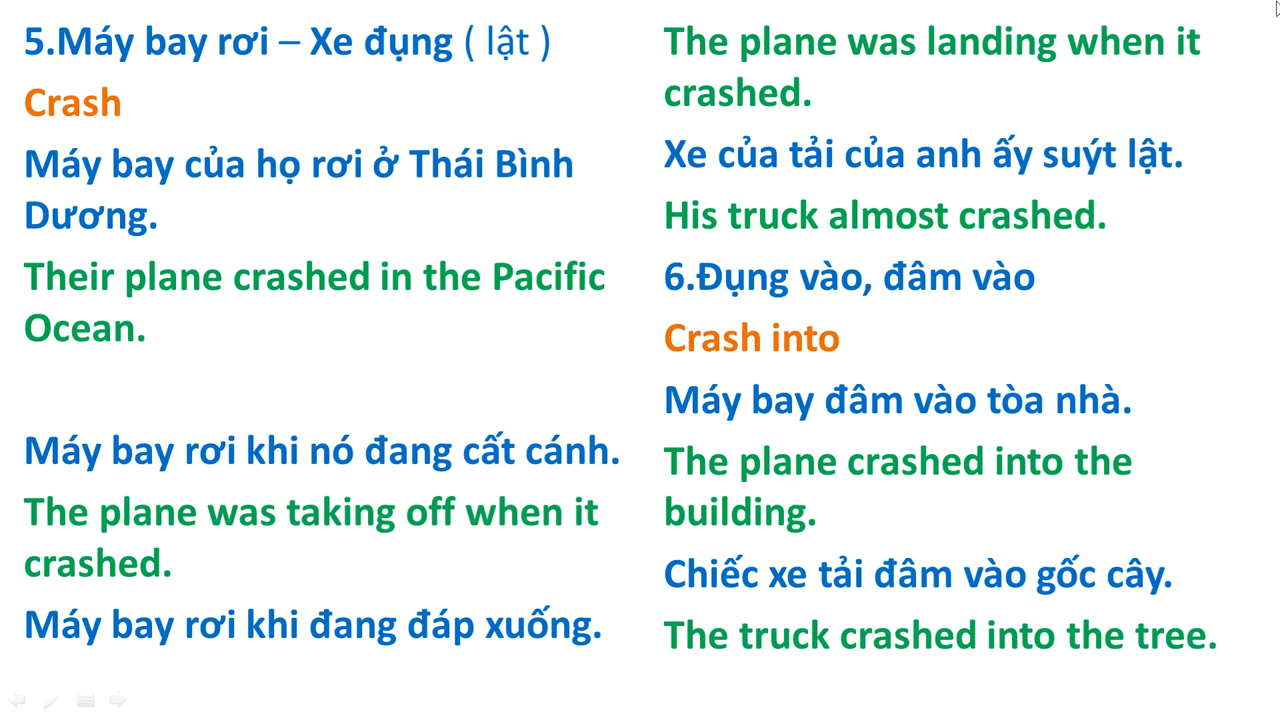 5.Máy bay rơi – Xe đụng ( lật )
Crash
Máy bay của họ rơi ở Thái Bình
Dương.
Their plane crashed in the Pacific
Ocean.
Máy bay rơi khi nó đang cất cánh.
The plane was taking off when it
crashed.
Máy bay rơi khi đang đáp xuống.
The plane was landing when it
crashed.
Xe của tải của anh ấy suýt lật.
His truck almost crashed.
6.Đụng vào, đâm vào
Crash into
Máy bay đâm vào tòa nhà.
The plane crashed into the
building.
Chiếc xe tải đâm vào gốc cây.
The truck crashed into the tree.